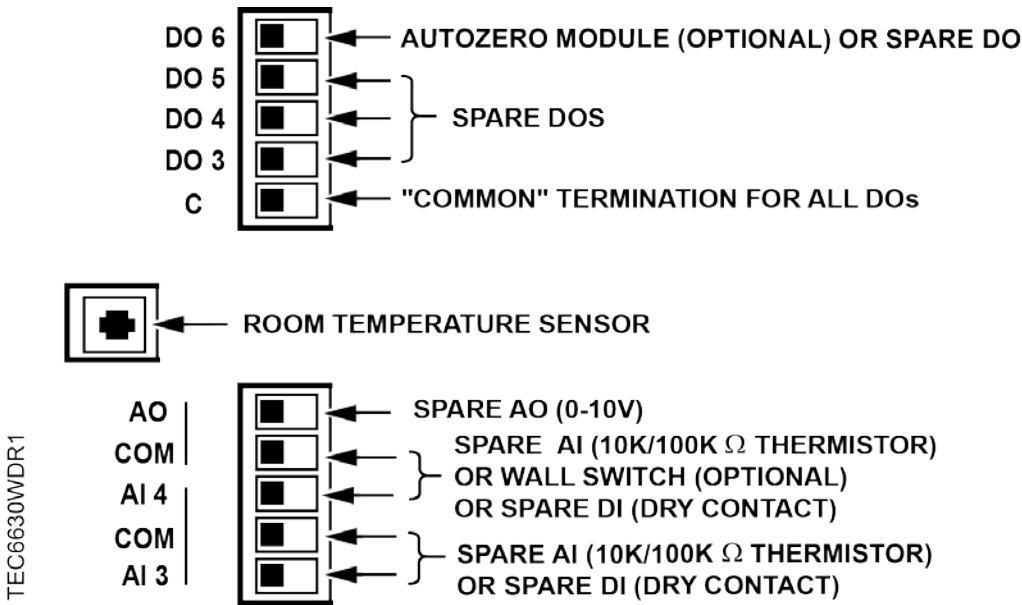 DO 6 AUTOZERO MODULE (OPTIONAL) OR SPARE DO
DO 5
DO 4 SPARE DOS
DO 3
C "COMMON" TERMINATION FOR ALL DOs
ROOM TEMPERATURE SENSOR
AO SPARE AO (0-10V)
COM SPARE AI (10K/100K Ω THERMISTOR)
OR WALL SWITCH (OPTIONAL)
AI 4 OR SPARE DI (DRY CONTACT)
COM SPARE AI (10K/100K Ω THERMISTOR)
AI 3 OR SPARE DI (DRY CONTACT)
TEC6630WDR1